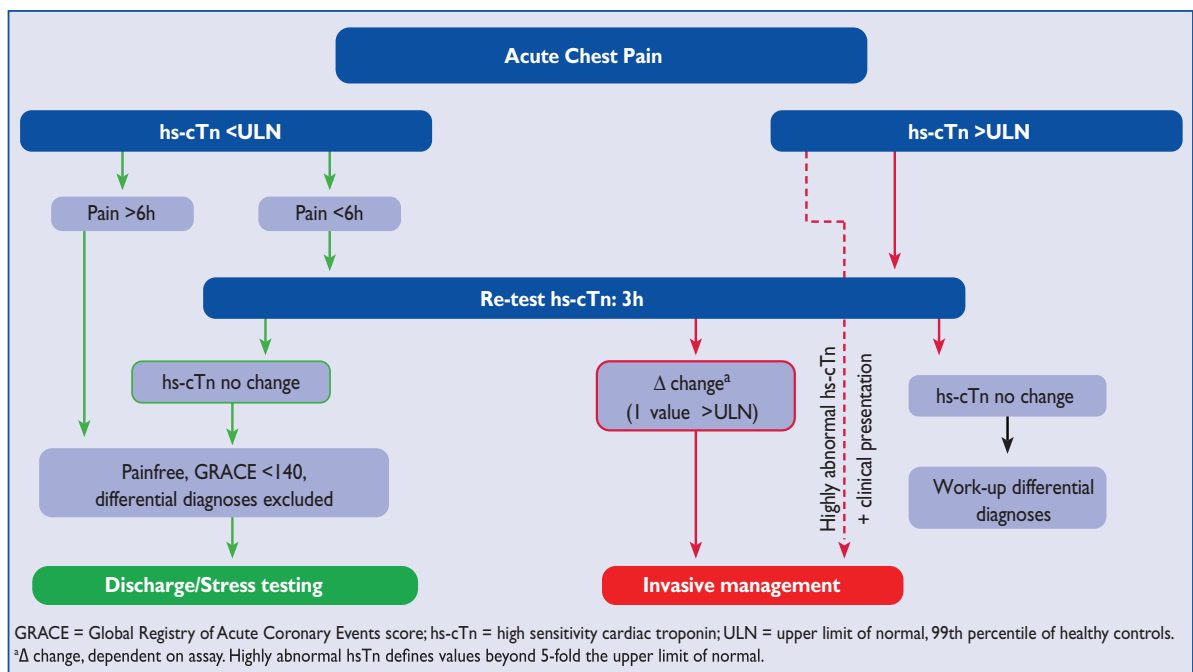 Acute Chest Pain
hs-cTn <ULN
hs-cTn >ULN
Pain >6h
Pain <6h
Re-test hs-cTn: 3h
hs-cTn no change
Δ changeᵃ
(1 value >ULN)
Highly abnormal hs-cTn
+ clinical presentation
hs-cTn no change
Painfree, GRACE <140,
differential diagnoses excluded
Work-up differential
diagnoses
Discharge/Stress testing
Invasive management
GRACE = Global Registry of Acute Coronary Events score; hs-cTn = high sensitivity cardiac troponin; ULN = upper limit of normal, 99th percentile of healthy controls.
ᵃΔ change, dependent on assay. Highly abnormal hsTn defines values beyond 5-fold the upper limit of normal.